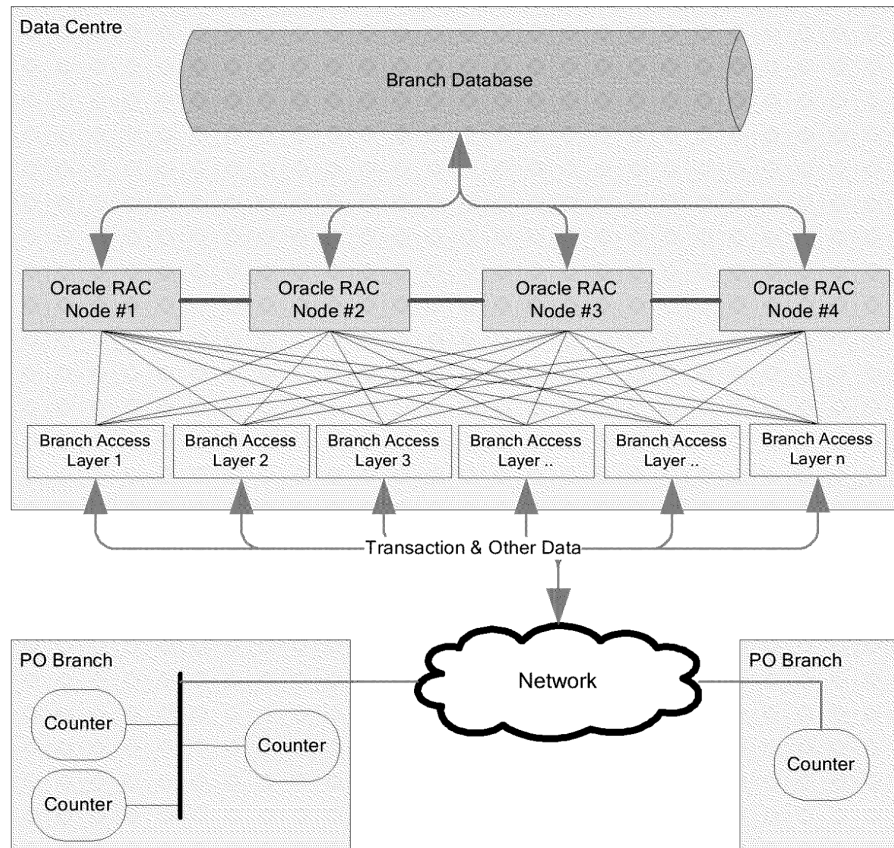 Data Centre
Branch Database
Oracle RAC
Node #1
Oracle RAC
Node #2
Oracle RAC
Node #3
Oracle RAC
Node #4
Branch Access
Layer 1
Branch Access
Layer 2
Branch Access
Layer 3
Branch Access
Layer ..
Branch Access
Layer ..
Branch Access
Layer n
Transaction & Other Data
PO Branch
Counter
Counter
Counter
Network
PO Branch
Counter